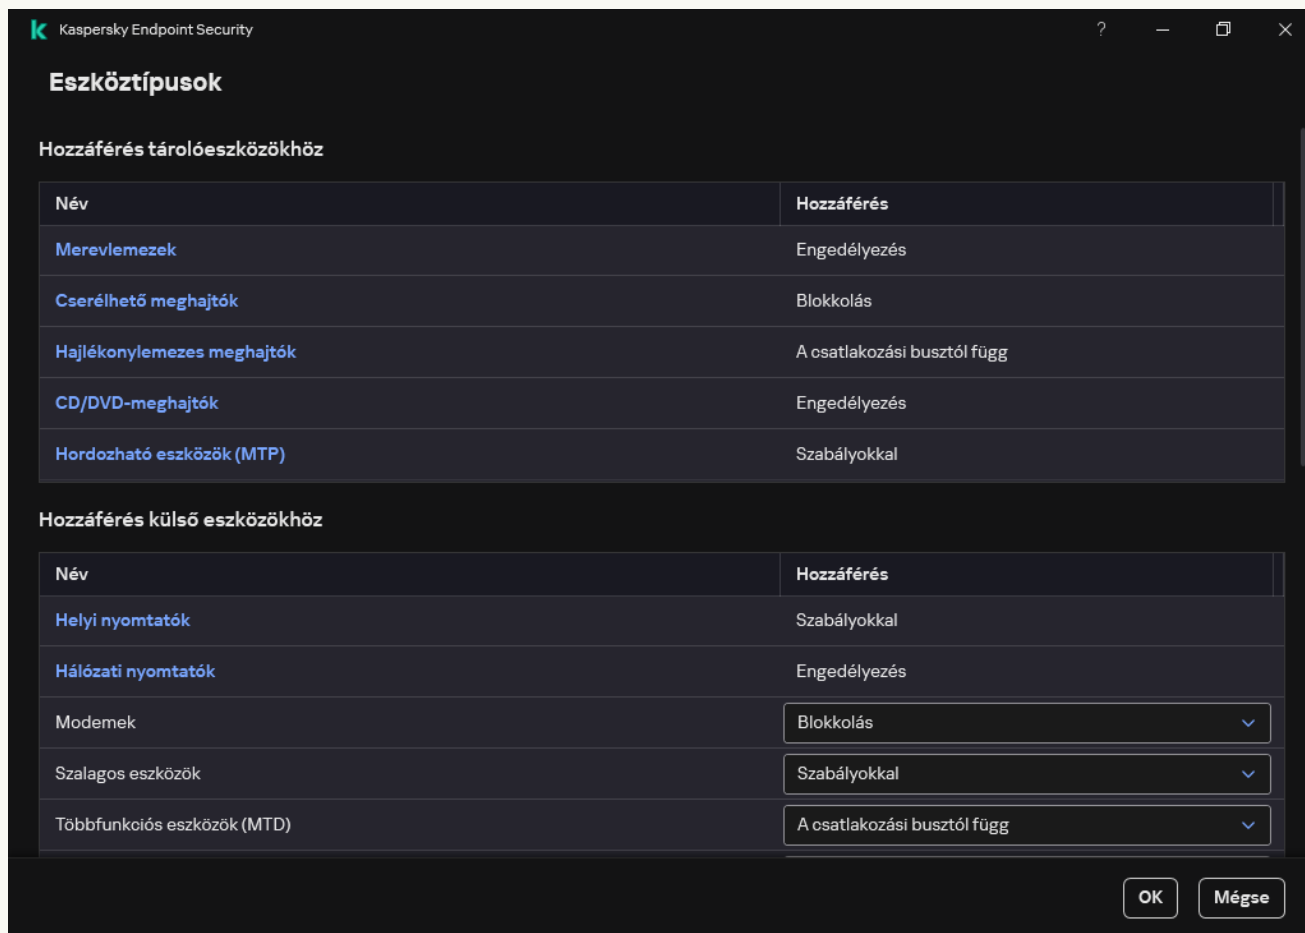 Kaspersky Endpoint Security
Eszköztípusok
Hozzáférés tárolóeszközökhöz
Név Hozzáférés
Merevlemezek Engedélyezés
Cserélhető meghajtók Blokkolás
Hajlékonylemezes meghajtók A csatlakozási busztól függ
CD/DVD-meghajtók Engedélyezés
Hordozható eszközök (MTP) Szabályokkal
Hozzáférés külső eszközökhöz
Név Hozzáférés
Helyi nyomtatók Szabályokkal
Hálózati nyomtatók Engedélyezés
Modemek Blokkolás
Szalagos eszközök Szabályokkal
Többfunkciós eszközök (MTD) A csatlakozási busztól függ
OK Mégse